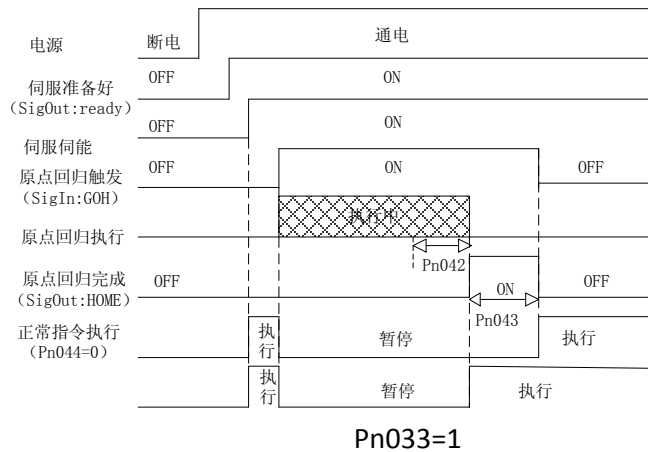 电源
断电
通电
伺服准备好
(SigOut:ready)
OFF
ON
伺服伺能
OFF
ON
原点回归触发
(SigIn:GOH)
OFF
ON
OFF
原点回归执行
执行中
Pn042
原点回归完成
(SigOut:HOME)
OFF
ON
OFF
Pn043
正常指令执行
(Pn044=0)
执
行
暂停
执行
执
行
暂停
执行
Pn033=1